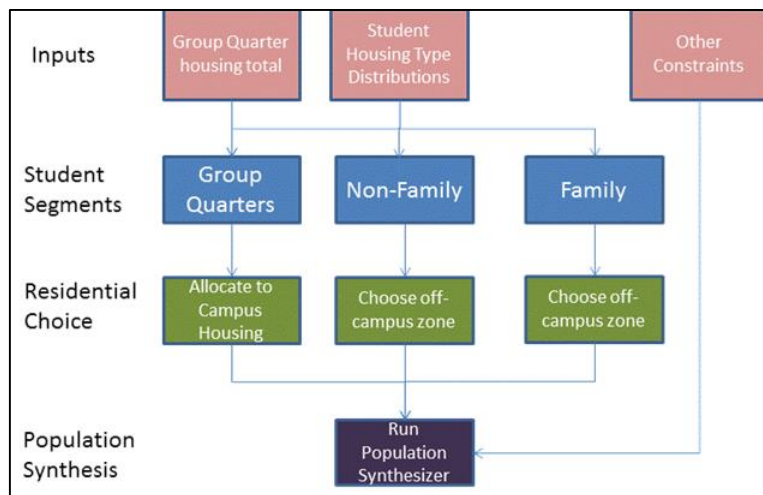 Inputs
Group Quarter
housing total
Student
Housing Type
Distributions
Other
Constraints
Student
Segments
Group
Quarters
Non-Family
Family
Residential
Choice
Allocate to
Campus
Housing
Choose off-
campus zone
Choose off-
campus zone
Population
Synthesis
Run
Population
Synthesizer